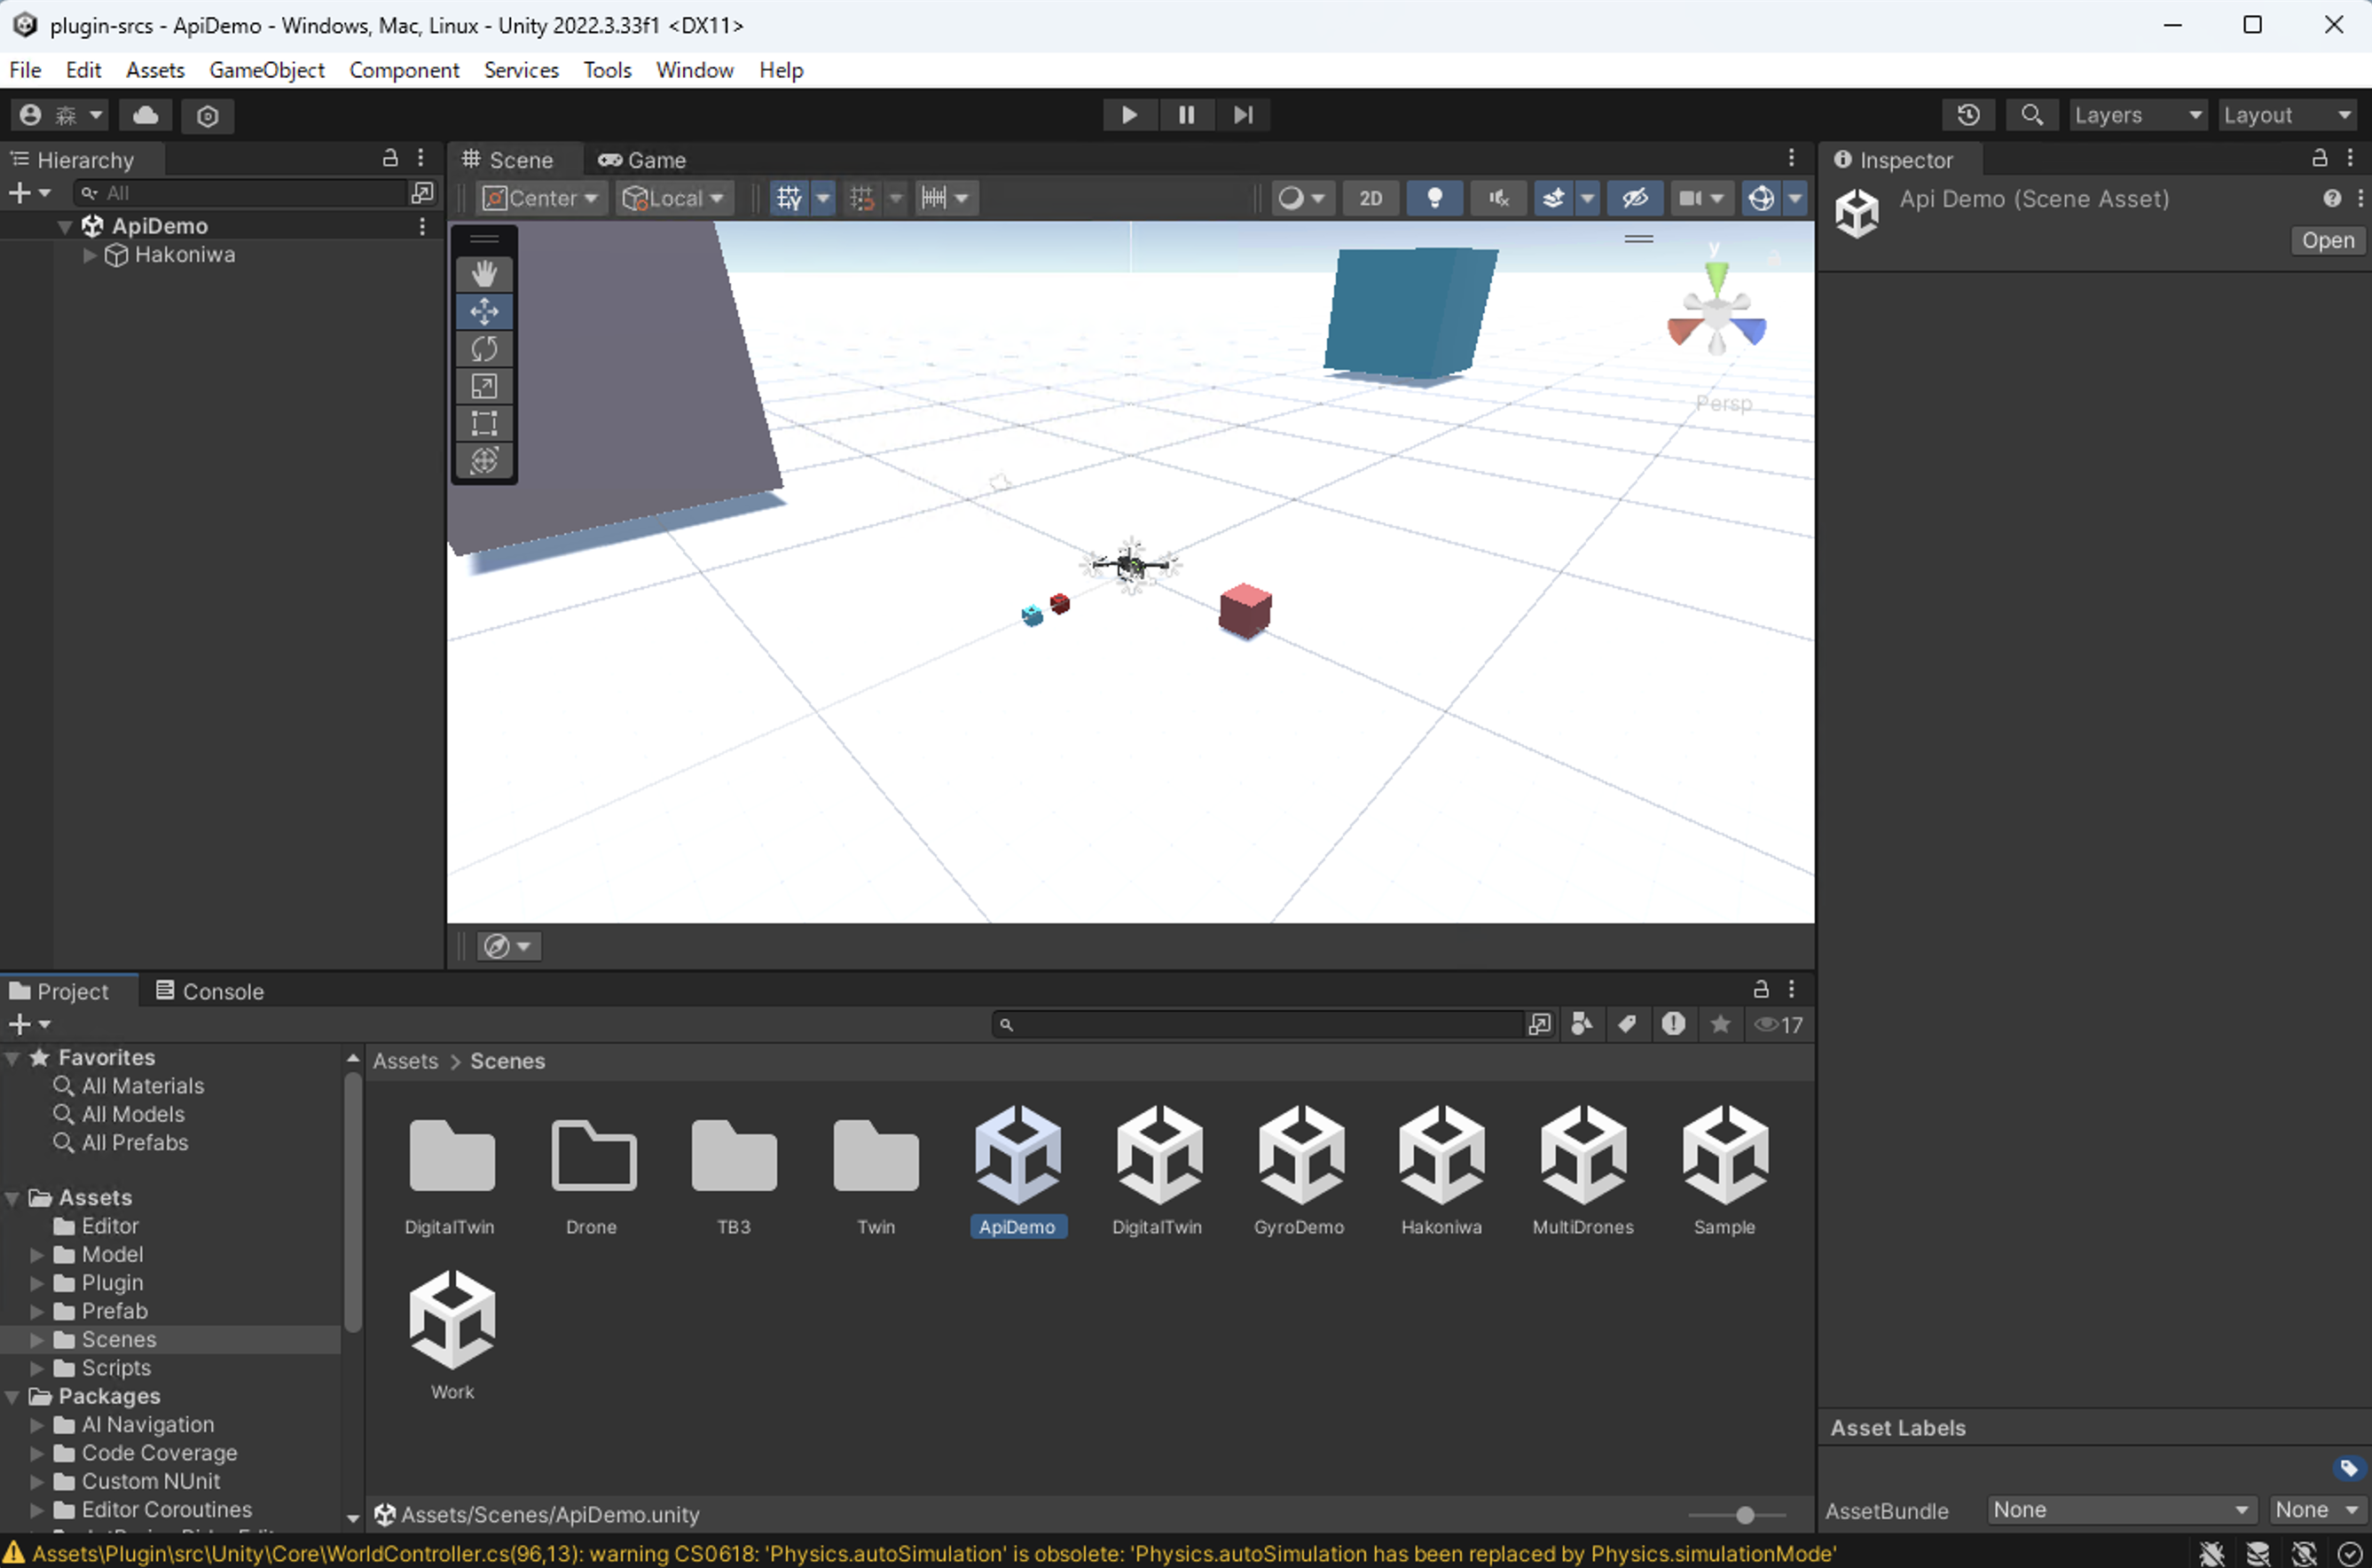 plugin-srcs - ApiDemo - Windows, Mac, Linux - Unity 2022.3.33f1 <DX11>
File Edit Assets GameObject Component Services Tools Window Help
森 Layers Layout
Hierarchy
All
ApiDemo
Hakoniwa
Scene Game
Center Local 2D
y
Persp
Inspector
Api Demo (Scene Asset)
Open
Project Console
17
Favorites
All Materials
All Models
All Prefabs
Assets
Editor
Model
Plugin
Prefab
Scenes
Scripts
Packages
AI Navigation
Code Coverage
Custom NUnit
Editor Coroutines
Assets > Scenes
DigitalTwin Drone TB3 Twin ApiDemo DigitalTwin GyroDemo Hakoniwa MultiDrones Sample
Work
Assets/Scenes/ApiDemo.unity
Asset Labels
AssetBundle None None
Assets\Plugin\src\Unity\Core\WorldController.cs(96,13): warning CS0618: 'Physics.autoSimulation' is obsolete: 'Physics.autoSimulation has been replaced by Physics.simulationMode'